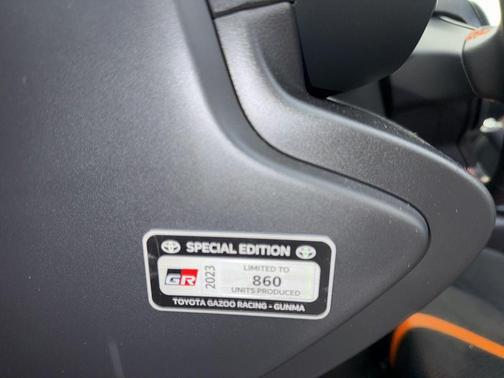 SPECIAL EDITION
GR
2023
LIMITED TO
860
UNITS PRODUCED
TOYOTA GAZOO RACING - GUNMA